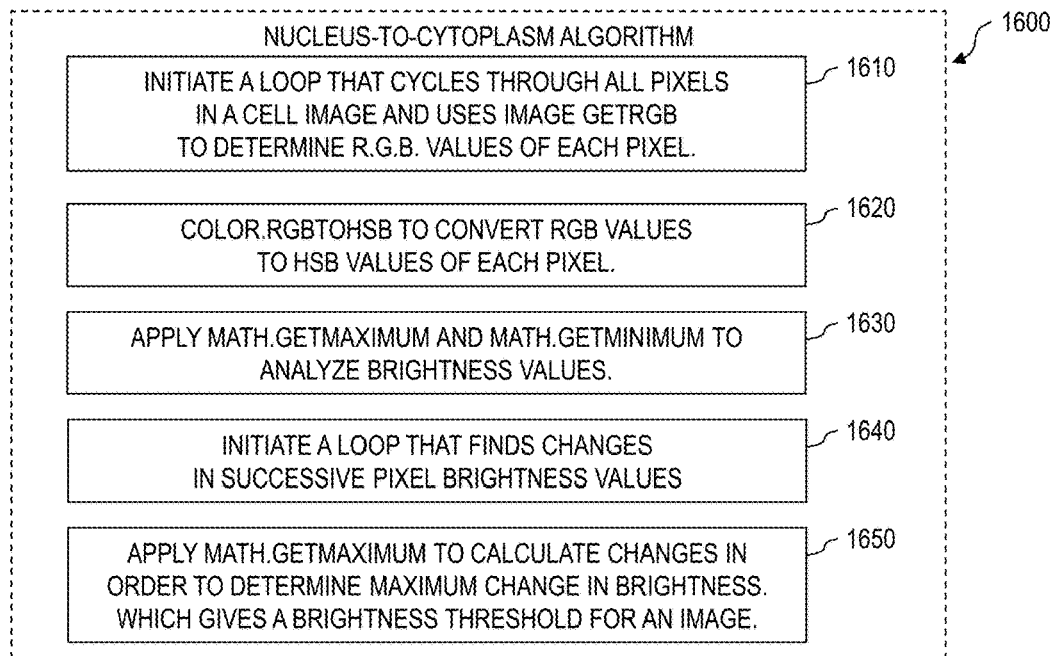 NUCLEUS-TO-CYTOPLASM ALGORITHM
1600
INITIATE A LOOP THAT CYCLES THROUGH ALL PIXELS
IN A CELL IMAGE AND USES IMAGE GETRGB
TO DETERMINE R.G.B. VALUES OF EACH PIXEL.
1610
COLOR.RGBTOHSB TO CONVERT RGB VALUES
TO HSB VALUES OF EACH PIXEL.
1620
APPLY MATH.GETMAXIMUM AND MATH.GETMINIMUM TO
ANALYZE BRIGHTNESS VALUES.
1630
INITIATE A LOOP THAT FINDS CHANGES
IN SUCCESSIVE PIXEL BRIGHTNESS VALUES
1640
APPLY MATH.GETMAXIMUM TO CALCULATE CHANGES IN
ORDER TO DETERMINE MAXIMUM CHANGE IN BRIGHTNESS.
WHICH GIVES A BRIGHTNESS THRESHOLD FOR AN IMAGE.
1650